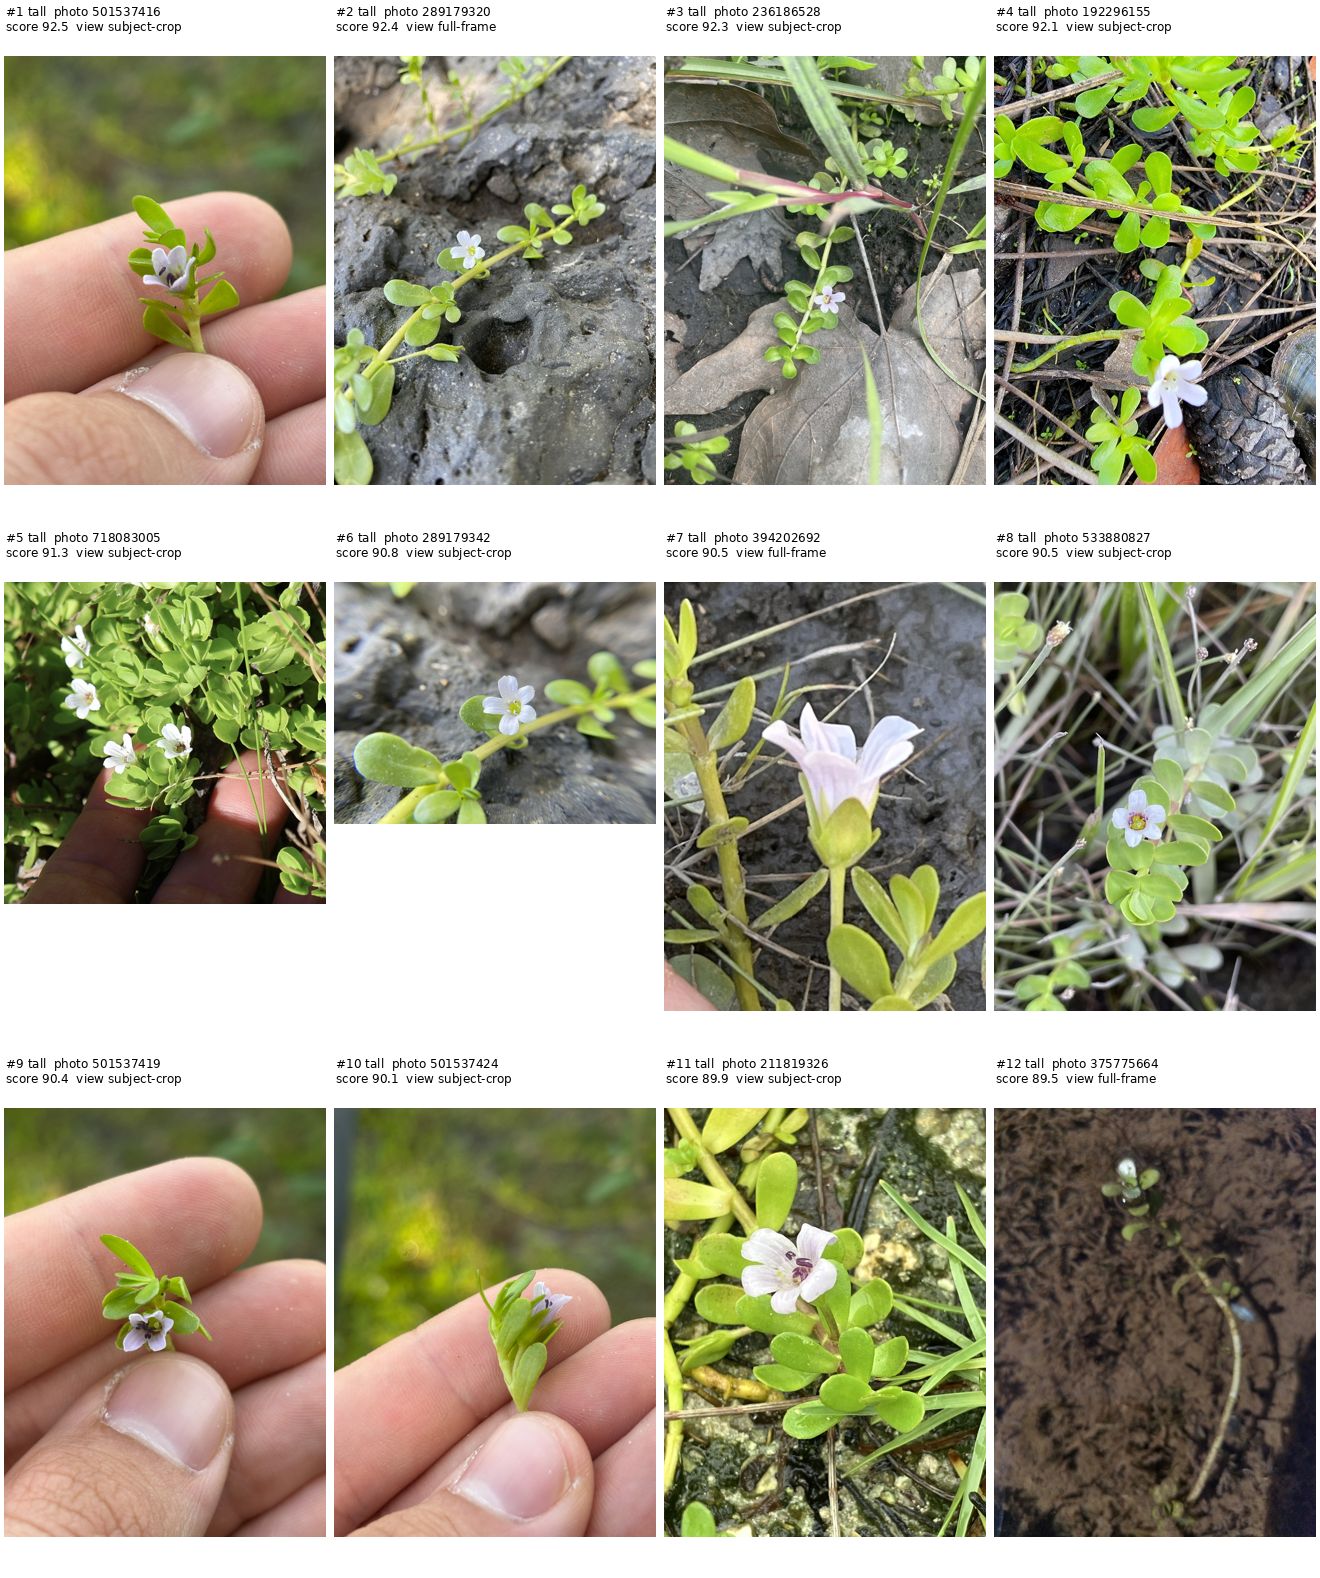 #1 tall  photo 501537416
score 92.5  view subject-crop
#2 tall  photo 289179320
score 92.4  view full-frame
#3 tall  photo 236186528
score 92.3  view subject-crop
#4 tall  photo 192296155
score 92.1  view subject-crop
#5 tall  photo 718083005
score 91.3  view subject-crop
#6 tall  photo 289179342
score 90.8  view subject-crop
#7 tall  photo 394202692
score 90.5  view full-frame
#8 tall  photo 533880827
score 90.5  view subject-crop
#9 tall  photo 501537419
score 90.4  view subject-crop
#10 tall  photo 501537424
score 90.1  view subject-crop
#11 tall  photo 211819326
score 89.9  view subject-crop
#12 tall  photo 375775664
score 89.5  view full-frame